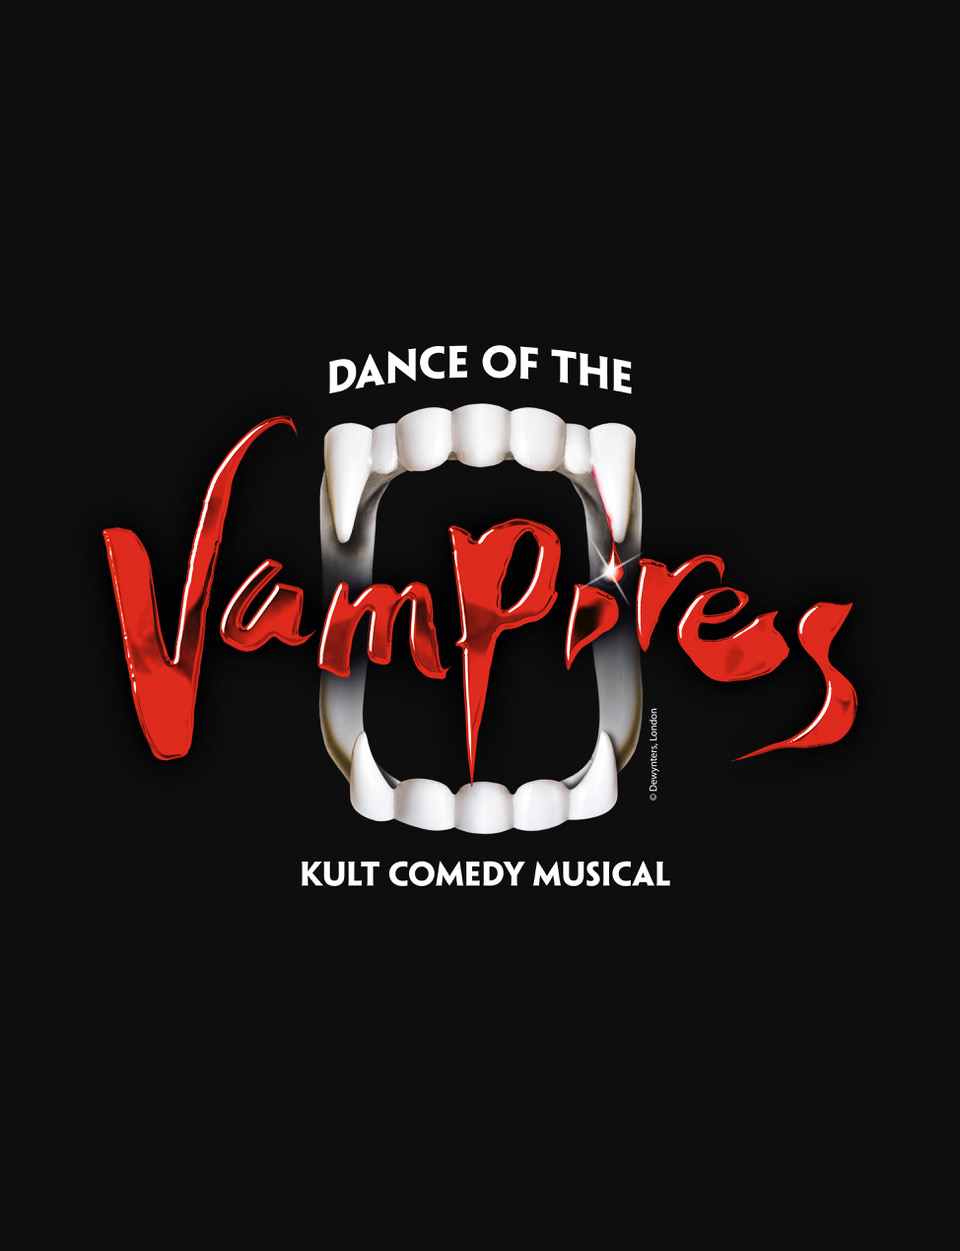 DANCE OF THE
Vampires
© Dewynters, London
KULT COMEDY MUSICAL